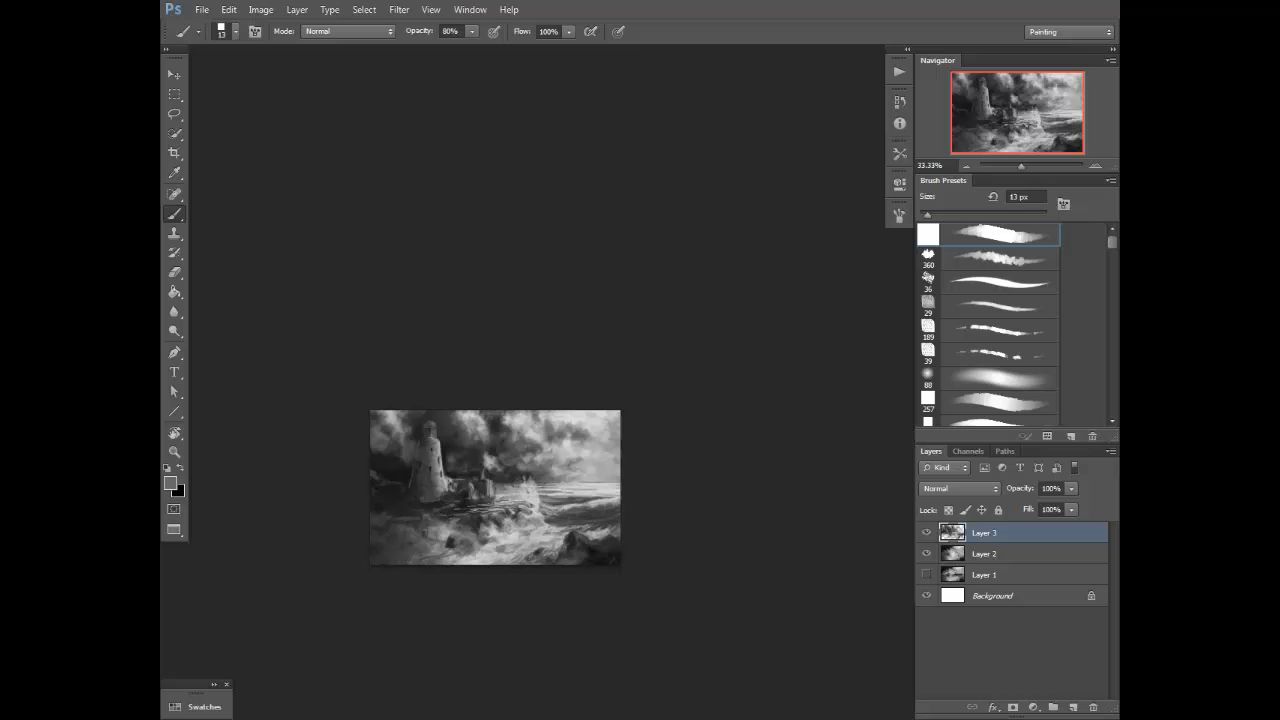 Ps File Edit Image Layer Type Select Filter View Window Help
13 Mode: Normal Opacity: 80% Flow: 100% Painting
Navigator
33.33%
Brush Presets
Size: 13 px
360
36
29
189
39
88
257
Layers Channels Paths
Kind
Normal Opacity: 100%
Lock: Fill: 100%
Layer 3
Layer 2
Layer 1
Background
fx
Swatches